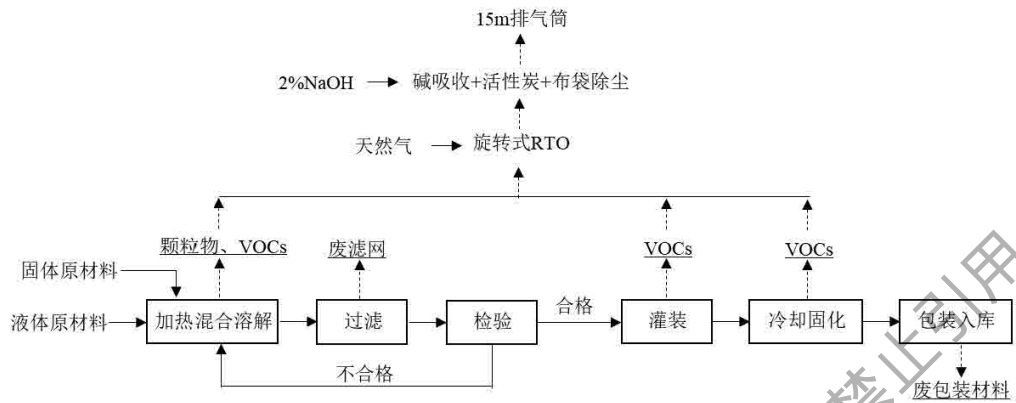 15m排气筒
2%NaOH
碱吸收+活性炭+布袋除尘
天然气
旋转式RTO
颗粒物、VOCs
废滤网
VOCs
VOCs
固体原材料
液体原材料
加热混合溶解
过滤
检验
合格
灌装
冷却固化
包装入库
不合格
废包装材料
禁止引用